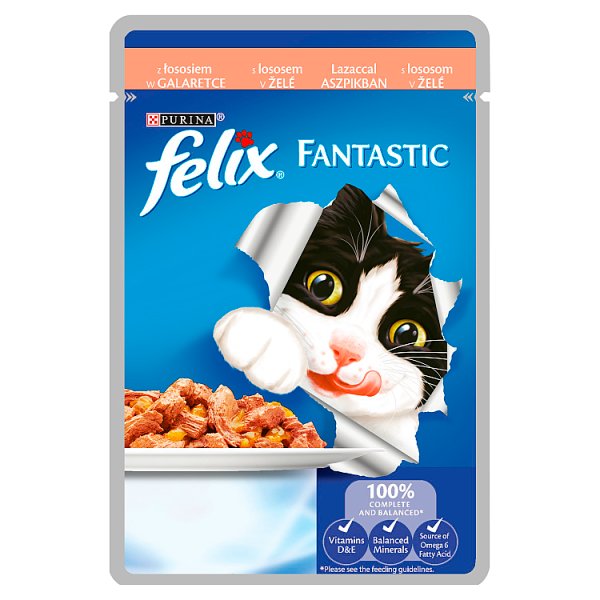 z łososiem
w GALARETCE
s lososem
v ŽELÉ
Lazaccal
ASZPIKBAN
s lososom
v ŽELÉ
PURINA®
felix®
FANTASTIC
100%
COMPLETE
AND BALANCED*
Vitamins
D&E
Balanced
Minerals
Source of
Omega 6
Fatty Acid
*Please see the feeding guidelines.